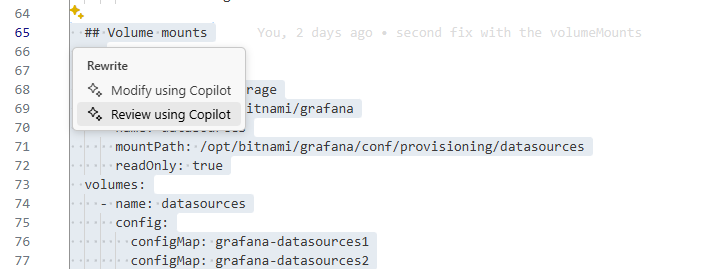 64
65 ## Volume mounts You, 2 days ago • second fix with the volumeMounts
66
67
Rewrite
68 rage
Modify using Copilot
69 itnami/grafana
Review using Copilot
70
71 mountPath: /opt/bitnami/grafana/conf/provisioning/datasources
72 readOnly: true
73 volumes:
74 - name: datasources
75 config:
76 configMap: grafana-datasources1
77 configMap: grafana-datasources2